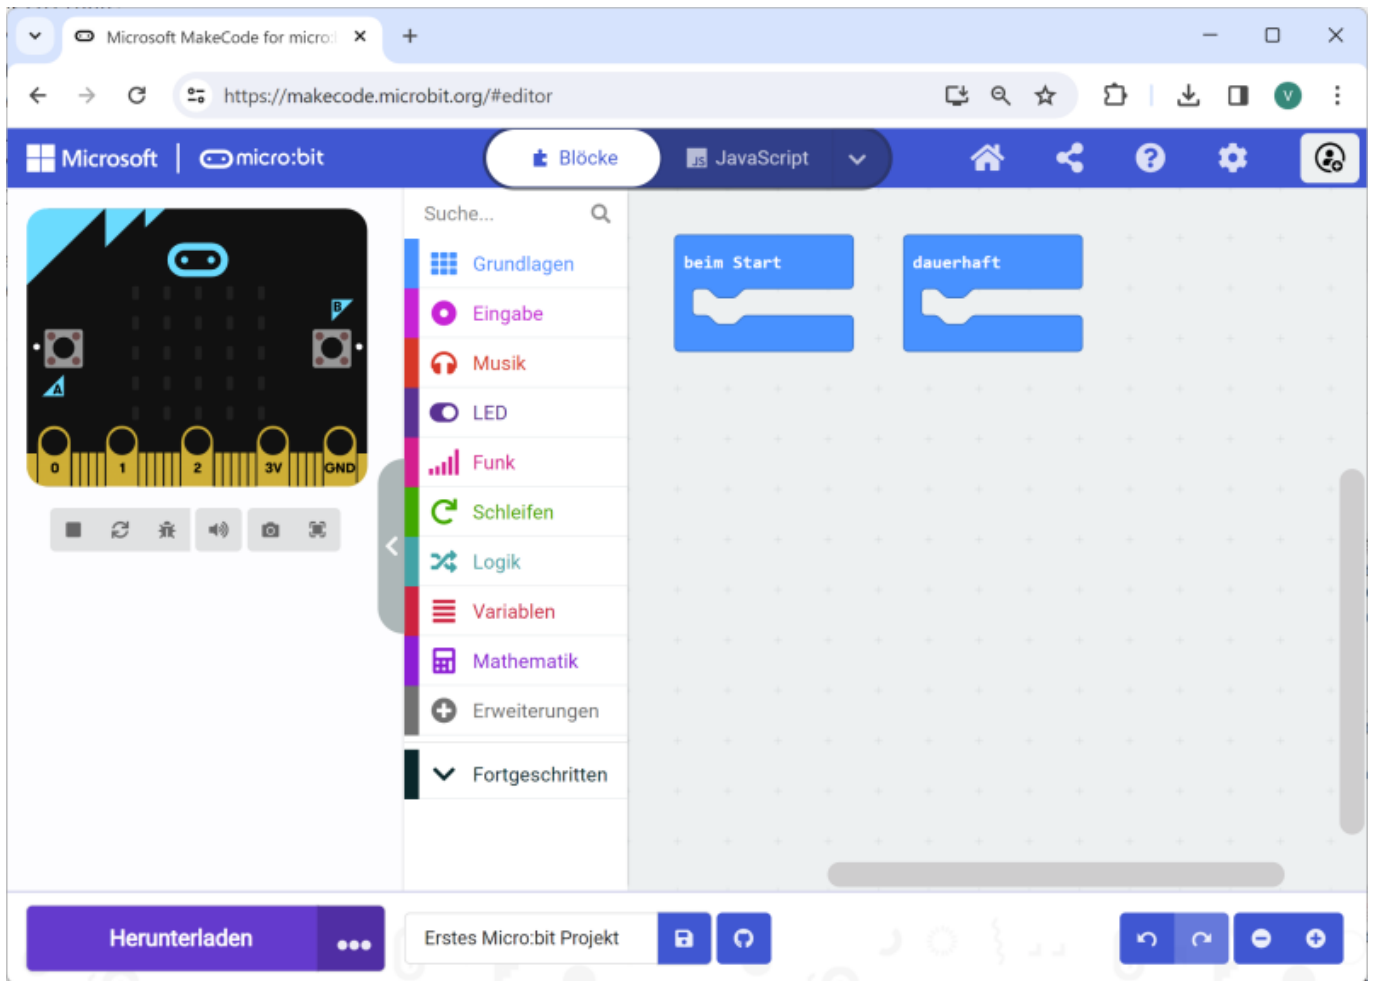 Microsoft MakeCode for micro:
https://makecode.microbit.org/#editor
V
Microsoft
micro:bit
Blöcke
JS JavaScript
Suche...
Grundlagen
Eingabe
Musik
LED
Funk
Schleifen
Logik
Variablen
Mathematik
Erweiterungen
Fortgeschritten
B
A
0 1 2 3V GND
beim Start
dauerhaft
Herunterladen
Erstes Micro:bit Projekt